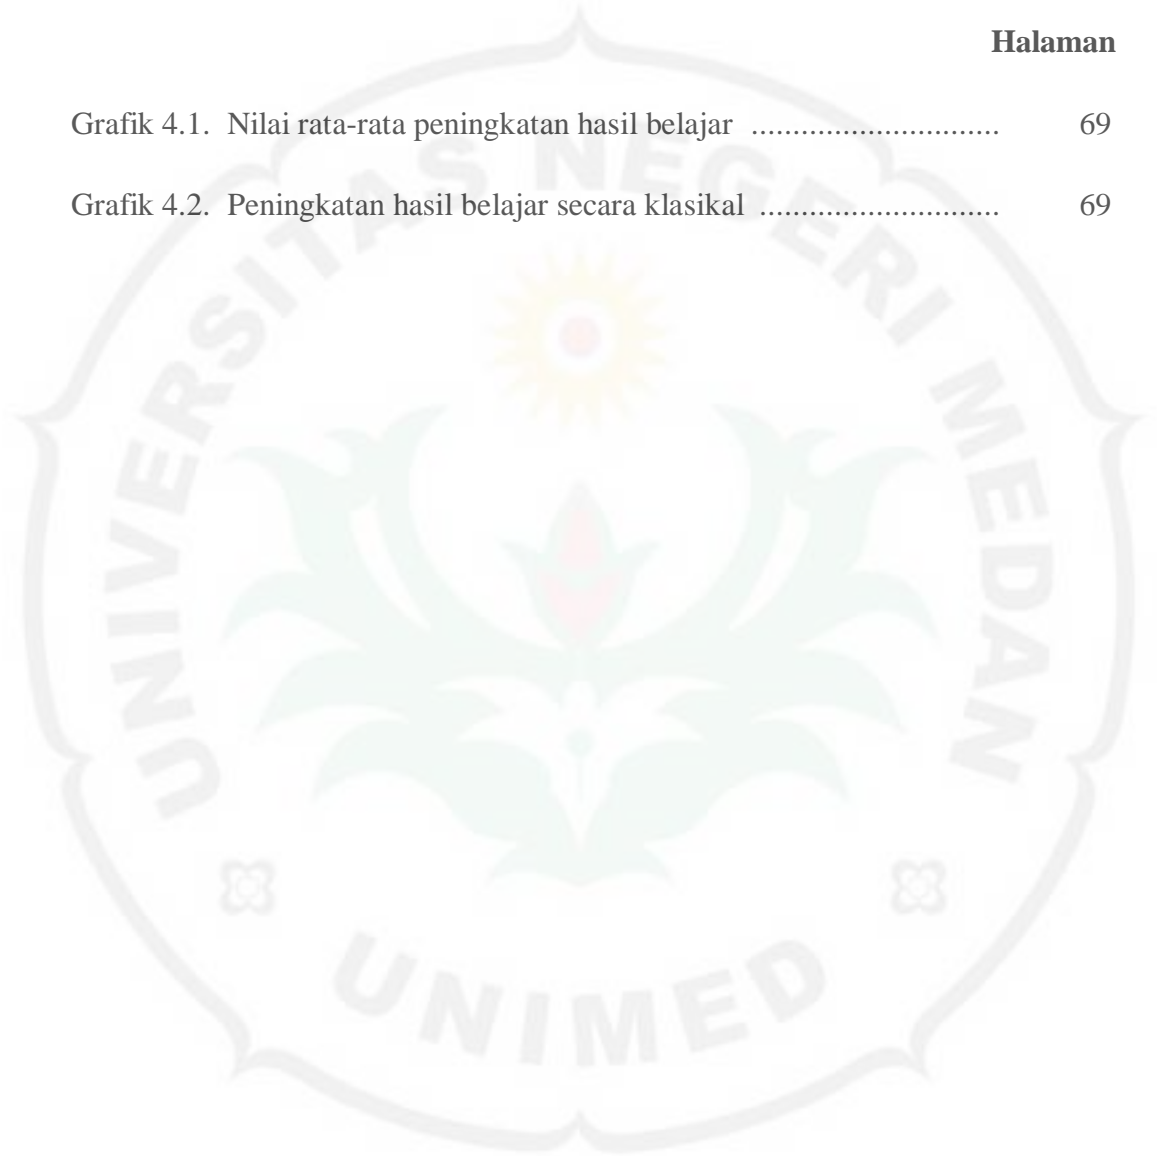 Halaman
Grafik 4.1. Nilai rata-rata peningkatan hasil belajar .............................. 69
Grafik 4.2. Peningkatan hasil belajar secara klasikal ............................. 69
UNIVERSITAS NEGERI MEDAN
UNIMED